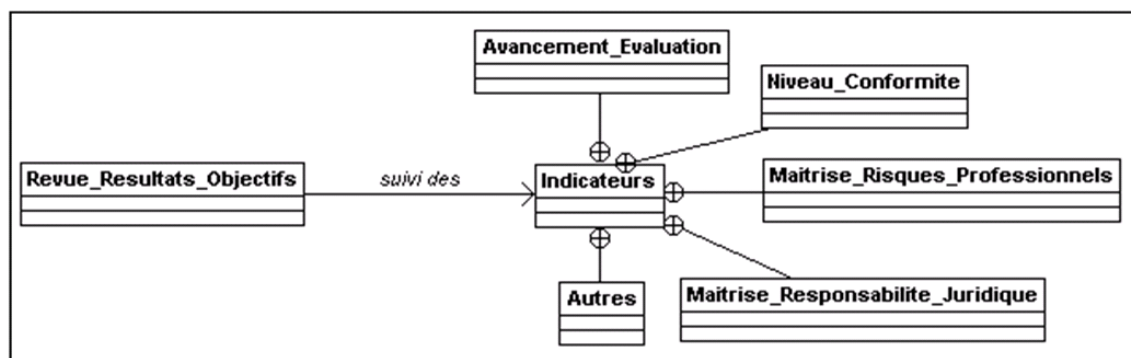 Avancement_Evaluation
Niveau_Conformite
Revue_Resultats_Objectifs
suivi des
Indicateurs
Maitrise_Risques_Professionnels
Autres
Maitrise_Responsabilite_Juridique